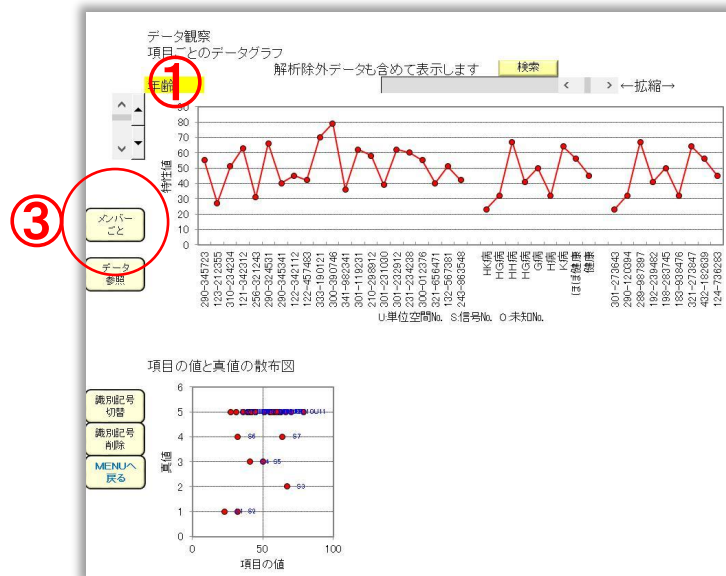 データ観察
項目ごとのデータグラフ
解析除外データも含めて表示します
検索
年齢
①
←拡縮→
90
80
70
60
50
40
30
20
10
0
特性値
③
メンバー
ごと
データ
参照
290-345723
123-212355
310-234234
121-342312
256-321243
290-324531
290-345341
122-342112
122-457483
333-190121
300-390746
341-982341
301-119231
210-298912
301-231030
301-232912
231-234238
300-012376
321-656471
132-567381
243-863548
HK病
HG病
HH病
HG病
G病
H病
K病
ほぼ健康
健康
301-273643
290-120394
289-987897
192-239482
198-283745
183-938476
321-273847
432-182639
124-736283
U:単位空間No. S:信号No. O:未知No.
項目の値と真値の散布図
識別記号
切替
識別記号
削除
MENUへ
戻る
6
5
4
3
2
1
0
真値
S6
S7
S5
S3
S2
0
50
100
項目の値